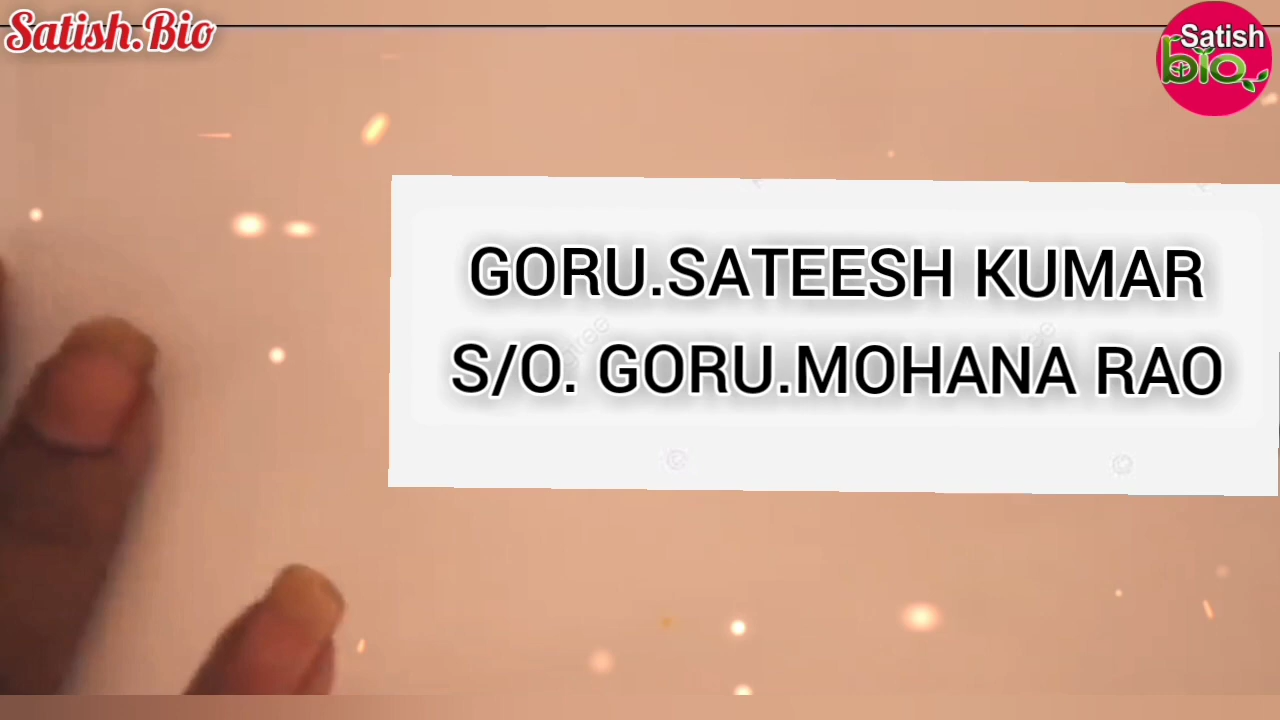 Satish.Bio
Satish
bio
GORU.SATEESH KUMAR
S/O. GORU.MOHANA RAO